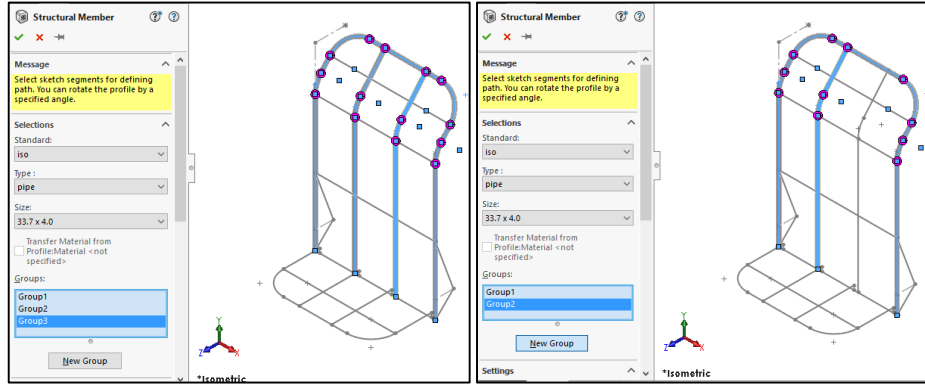 Structural Member
Message
Select sketch segments for defining
path. You can rotate the profile by a
specified angle.
Selections
Standard:
iso
Type :
pipe
Size:
33.7 x 4.0
Transfer Material from
Profile:Material <not
specified>
Groups:
Group1
Group2
Group3
New Group
Y
Z
X
*Isometric
Structural Member
Message
Select sketch segments for defining
path. You can rotate the profile by a
specified angle.
Selections
Standard:
iso
Type :
pipe
Size:
33.7 x 4.0
Transfer Material from
Profile:Material <not
specified>
Groups:
Group1
Group2
New Group
Settings
Y
Z
X
*Isometric